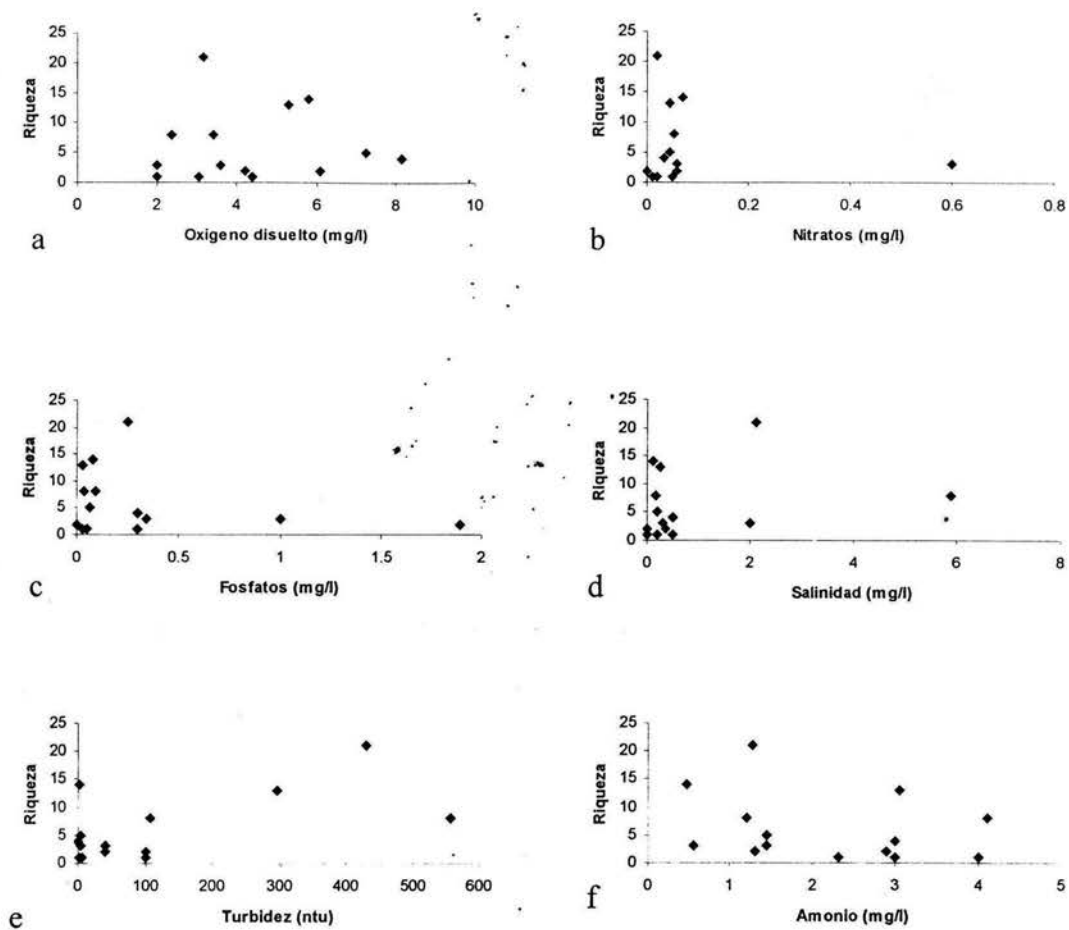 25
20
15
10
5
0
Riqueza
0 2 4 6 8 10
a Oxigeno disuelto (mg/l)
25
20
15
10
5
0
Riqueza
0 0.2 0.4 0.6 0.8
b Nitratos (mg/l)
25
20
15
10
5
0
Riqueza
0 0.5 1 1.5 2
c Fosfatos (mg/l)
25
20
15
10
5
0
Riqueza
0 2 4 6 8
d Salinidad (mg/l)
25
20
15
10
5
0
Riqueza
0 100 200 300 400 500 600
e Turbidez (ntu)
25
20
15
10
5
0
Riqueza
0 1 2 3 4 5
f Amonio (mg/l)